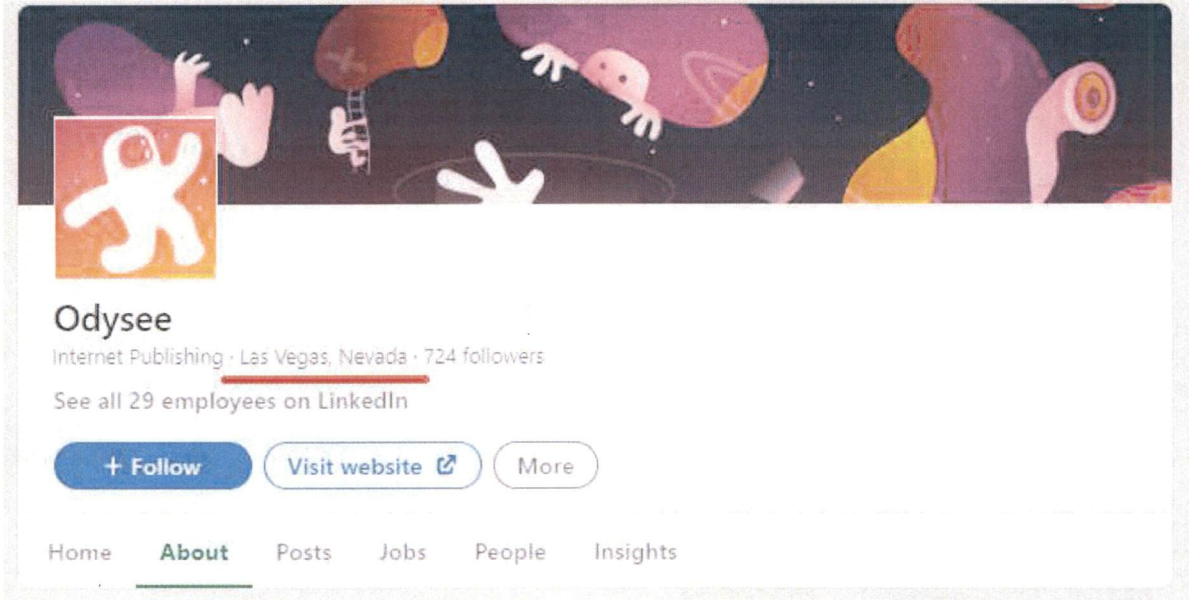 Odysee
Internet Publishing · Las Vegas, Nevada · 724 followers
See all 29 employees on LinkedIn
+ Follow Visit website More
Home About Posts Jobs People Insights